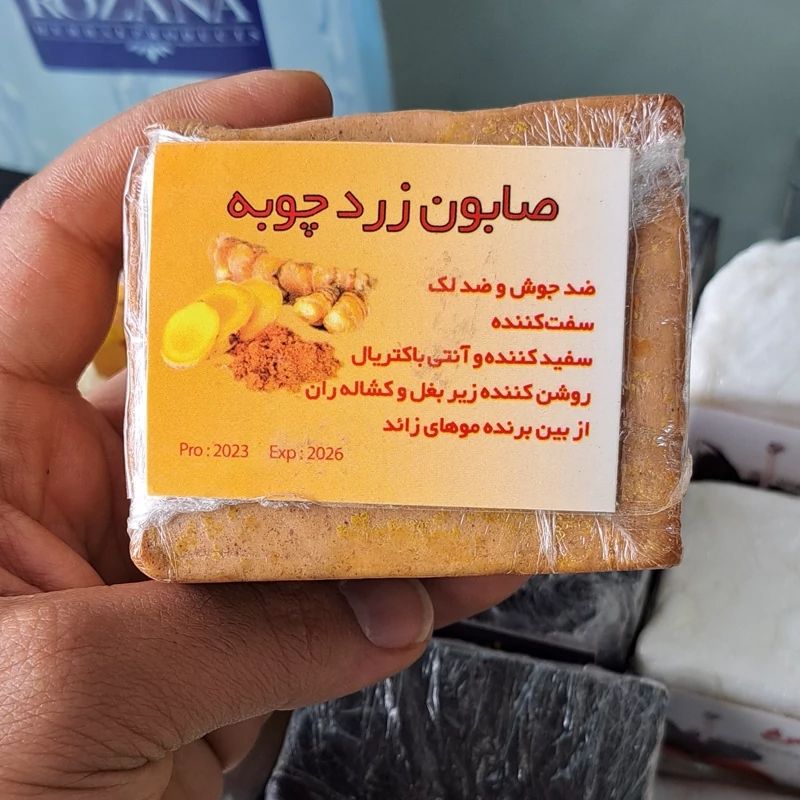 ROZANA
صابون زرد چوبه
ضد جوش و ضد لک
سفت‌کننده
سفید کننده و آنتی باکتریال
روشن کننده زیر بغل و کشاله ران
از بین برنده موهای زائد
Pro : 2023 Exp : 2026